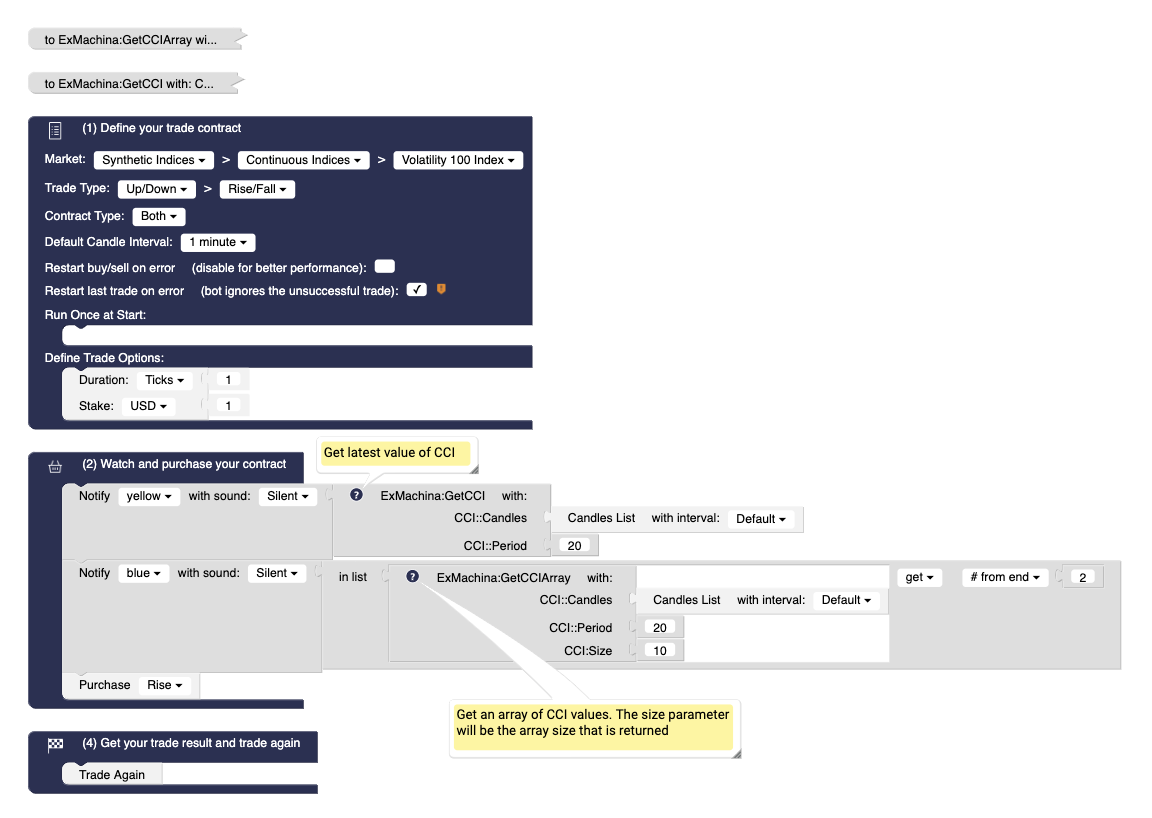 to ExMachina:GetCCIArray wi...
to ExMachina:GetCCI with: C...
(1) Define your trade contract
Market: Synthetic Indices > Continuous Indices > Volatility 100 Index
Trade Type: Up/Down > Rise/Fall
Contract Type: Both
Default Candle Interval: 1 minute
Restart buy/sell on error (disable for better performance):
Restart last trade on error (bot ignores the unsuccessful trade): ✓
Run Once at Start:
Define Trade Options:
Duration: Ticks 1
Stake: USD 1
Get latest value of CCI
(2) Watch and purchase your contract
Notify yellow with sound: Silent ? ExMachina:GetCCI with:
CCI::Candles Candles List with interval: Default
CCI::Period 20
Notify blue with sound: Silent in list ? ExMachina:GetCCIArray with: get # from end 2
CCI::Candles Candles List with interval: Default
CCI::Period 20
CCI:Size 10
Purchase Rise
Get an array of CCI values. The size parameter
will be the array size that is returned
(4) Get your trade result and trade again
Trade Again